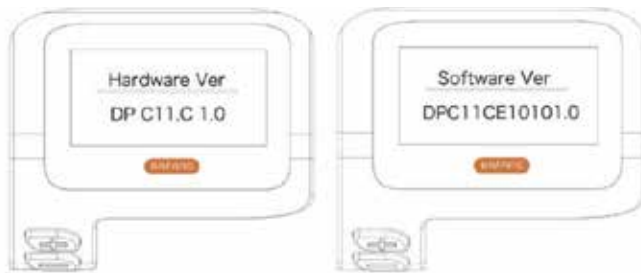 Hardware Ver
DP C11.C 1.0
Software Ver
DPC11CE10101.0